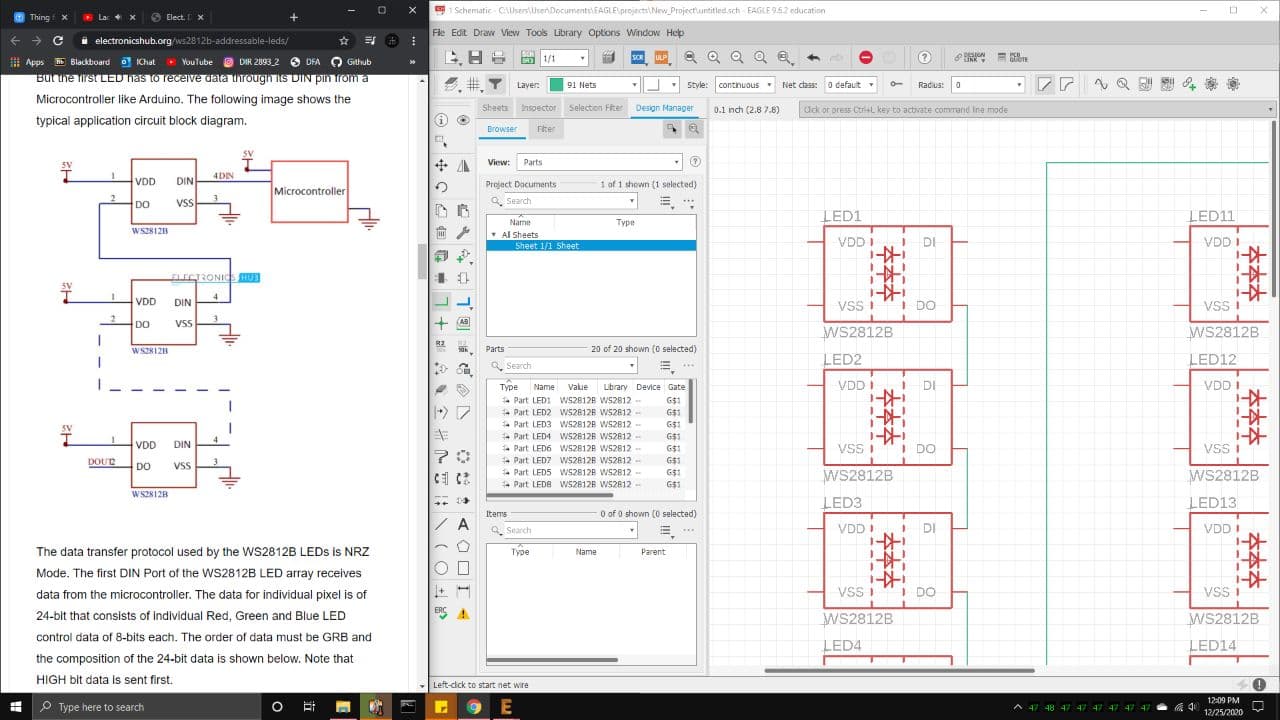 Thing
La
Elect
1 Schematic - C:\Users\User\Documents\EAGLE\projects\New_Project\untitled.sch - EAGLE 9.6.2 education
electronicshub.org/ws2812b-addressable-leds/
File Edit Draw View Tools Library Options Window Help
Apps Blackboard IChat YouTube DIR 2895: DFA Github
1/1
SCR ULP
DESIGN LINK PCB QUOTE
Layer: 91 Nets Style: continuous Net class: 0 default Radius: 0
Sheets Inspector Selection Filter Design Manager
0.1 inch (2.8 7.8) Click or press Ctrl+L key to activate command line mode
Browser Filter
View: Parts
Project Documents 1 of 1 shown (1 selected)
Search
Name Type
All Sheets
Sheet 1/1 Sheet
Parts 20 of 20 shown (0 selected)
Search
Type Name Value Library Device Gate
Part LED1 WS2812B WS2812 -- G$1
Part LED2 WS2812B WS2812 -- G$1
Part LED3 WS2812B WS2812 -- G$1
Part LED4 WS2812B WS2812 -- G$1
Part LED6 WS2812B WS2812 -- G$1
Part LED7 WS2812B WS2812 -- G$1
Part LED5 WS2812B WS2812 -- G$1
Part LED8 WS2812B WS2812 -- G$1
Items 0 of 0 shown (0 selected)
Search
Type Name Parent
Left-click to start net wire
But the first LED has to receive data through its DIN pin from a
Microcontroller like Arduino. The following image shows the
typical application circuit block diagram.
5V
5V 1 VDD DIN 4 DIN
Microcontroller
2 DO VSS 3
WS2812B
ELECTRONICS HUB
5V 1 VDD DIN 4
2 DO VSS 3
WS2812B
5V 1 VDD DIN 4
DOUT 2 DO VSS 3
WS2812B
The data transfer protocol used by the WS2812B LEDs is NRZ
Mode. The first DIN Port of the WS2812B LED array receives
data from the microcontroller. The data for individual pixel is of
24-bit that consists of individual Red, Green and Blue LED
control data of 8-bits each. The order of data must be GRB and
the composition of the 24-bit data is shown below. Note that
HIGH bit data is sent first.
LED1
VDD DI
VSS DO
WS2812B
LED2
VDD DI
VSS DO
WS2812B
LED3
VDD DI
VSS DO
WS2812B
LED4
LED11
VDD
VSS
WS2812B
LED12
VDD
VSS
WS2812B
LED13
VDD
VSS
WS2812B
LED14
ERC
Type here to search
47 48 47 47 47 47 47 47
12:09 PM
12/25/2020